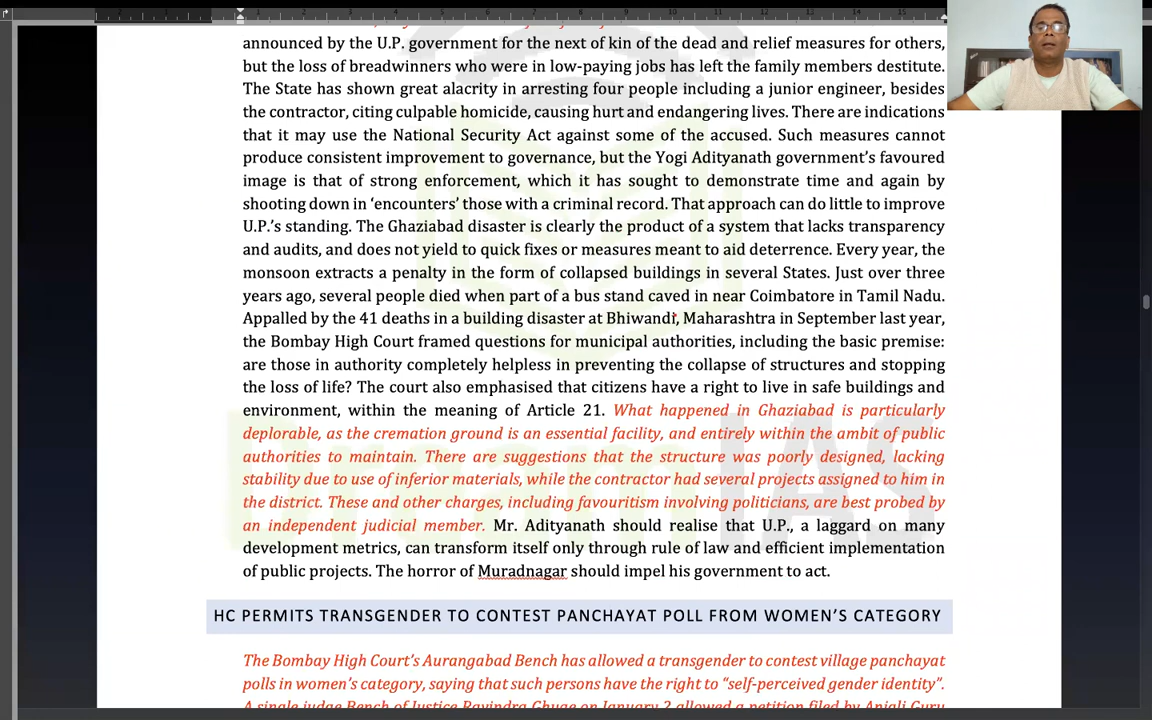 announced by the U.P. government for the next of kin of the dead and relief measures for others,
but the loss of breadwinners who were in low-paying jobs has left the family members destitute.
The State has shown great alacrity in arresting four people including a junior engineer, besides
the contractor, citing culpable homicide, causing hurt and endangering lives. There are indications
that it may use the National Security Act against some of the accused. Such measures cannot
produce consistent improvement to governance, but the Yogi Adityanath government's favoured
image is that of strong enforcement, which it has sought to demonstrate time and again by
shooting down in 'encounters' those with a criminal record. That approach can do little to improve
U.P.'s standing. The Ghaziabad disaster is clearly the product of a system that lacks transparency
and audits, and does not yield to quick fixes or measures meant to aid deterrence. Every year, the
monsoon extracts a penalty in the form of collapsed buildings in several States. Just over three
years ago, several people died when part of a bus stand caved in near Coimbatore in Tamil Nadu.
Appalled by the 41 deaths in a building disaster at Bhiwandi, Maharashtra in September last year,
the Bombay High Court framed questions for municipal authorities, including the basic premise:
are those in authority completely helpless in preventing the collapse of structures and stopping
the loss of life? The court also emphasised that citizens have a right to live in safe buildings and
environment, within the meaning of Article 21. What happened in Ghaziabad is particularly
deplorable, as the cremation ground is an essential facility, and entirely within the ambit of public
authorities to maintain. There are suggestions that the structure was poorly designed, lacking
stability due to use of inferior materials, while the contractor had several projects assigned to him in
the district. These and other charges, including favouritism involving politicians, are best probed by
an independent judicial member. Mr. Adityanath should realise that U.P., a laggard on many
development metrics, can transform itself only through rule of law and efficient implementation
of public projects. The horror of Muradnagar should impel his government to act.
HC PERMITS TRANSGENDER TO CONTEST PANCHAYAT POLL FROM WOMEN'S CATEGORY
The Bombay High Court's Aurangabad Bench has allowed a transgender to contest village panchayat
polls in women's category, saying that such persons have the right to "self-perceived gender identity".
A single judge Bench of Justice Ravindra Ghuge on January 2 allowed a petition filed by Anjali Guru